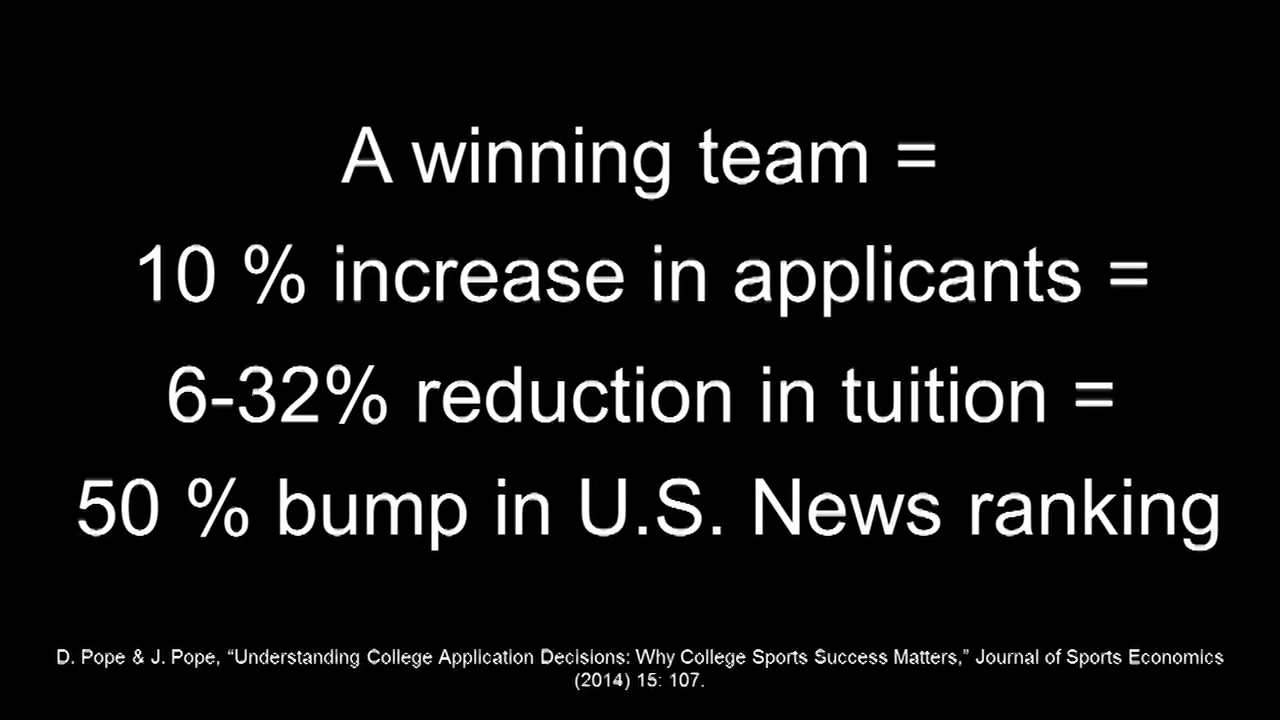 A winning team =
10 % increase in applicants =
6-32% reduction in tuition =
50 % bump in U.S. News ranking
D. Pope & J. Pope, “Understanding College Application Decisions: Why College Sports Success Matters,” Journal of Sports Economics
(2014) 15: 107.